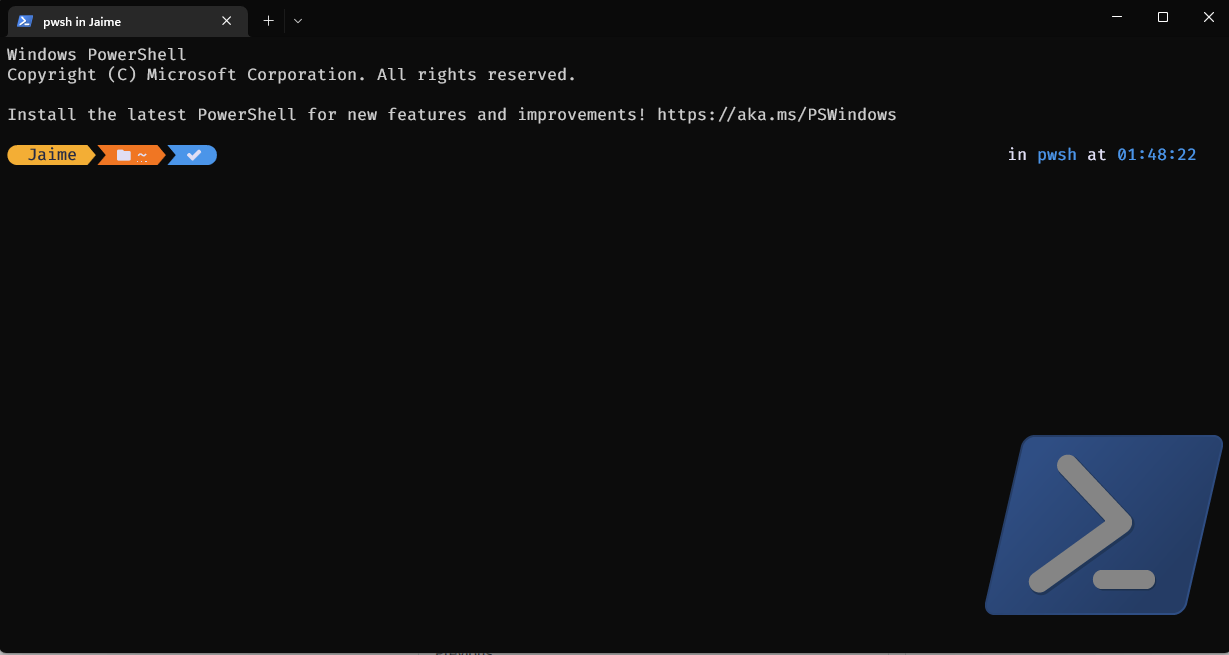 pwsh in Jaime
Windows PowerShell
Copyright (C) Microsoft Corporation. All rights reserved.
Install the latest PowerShell for new features and improvements! https://aka.ms/PSWindows
Jaime ~ in pwsh at 01:48:22